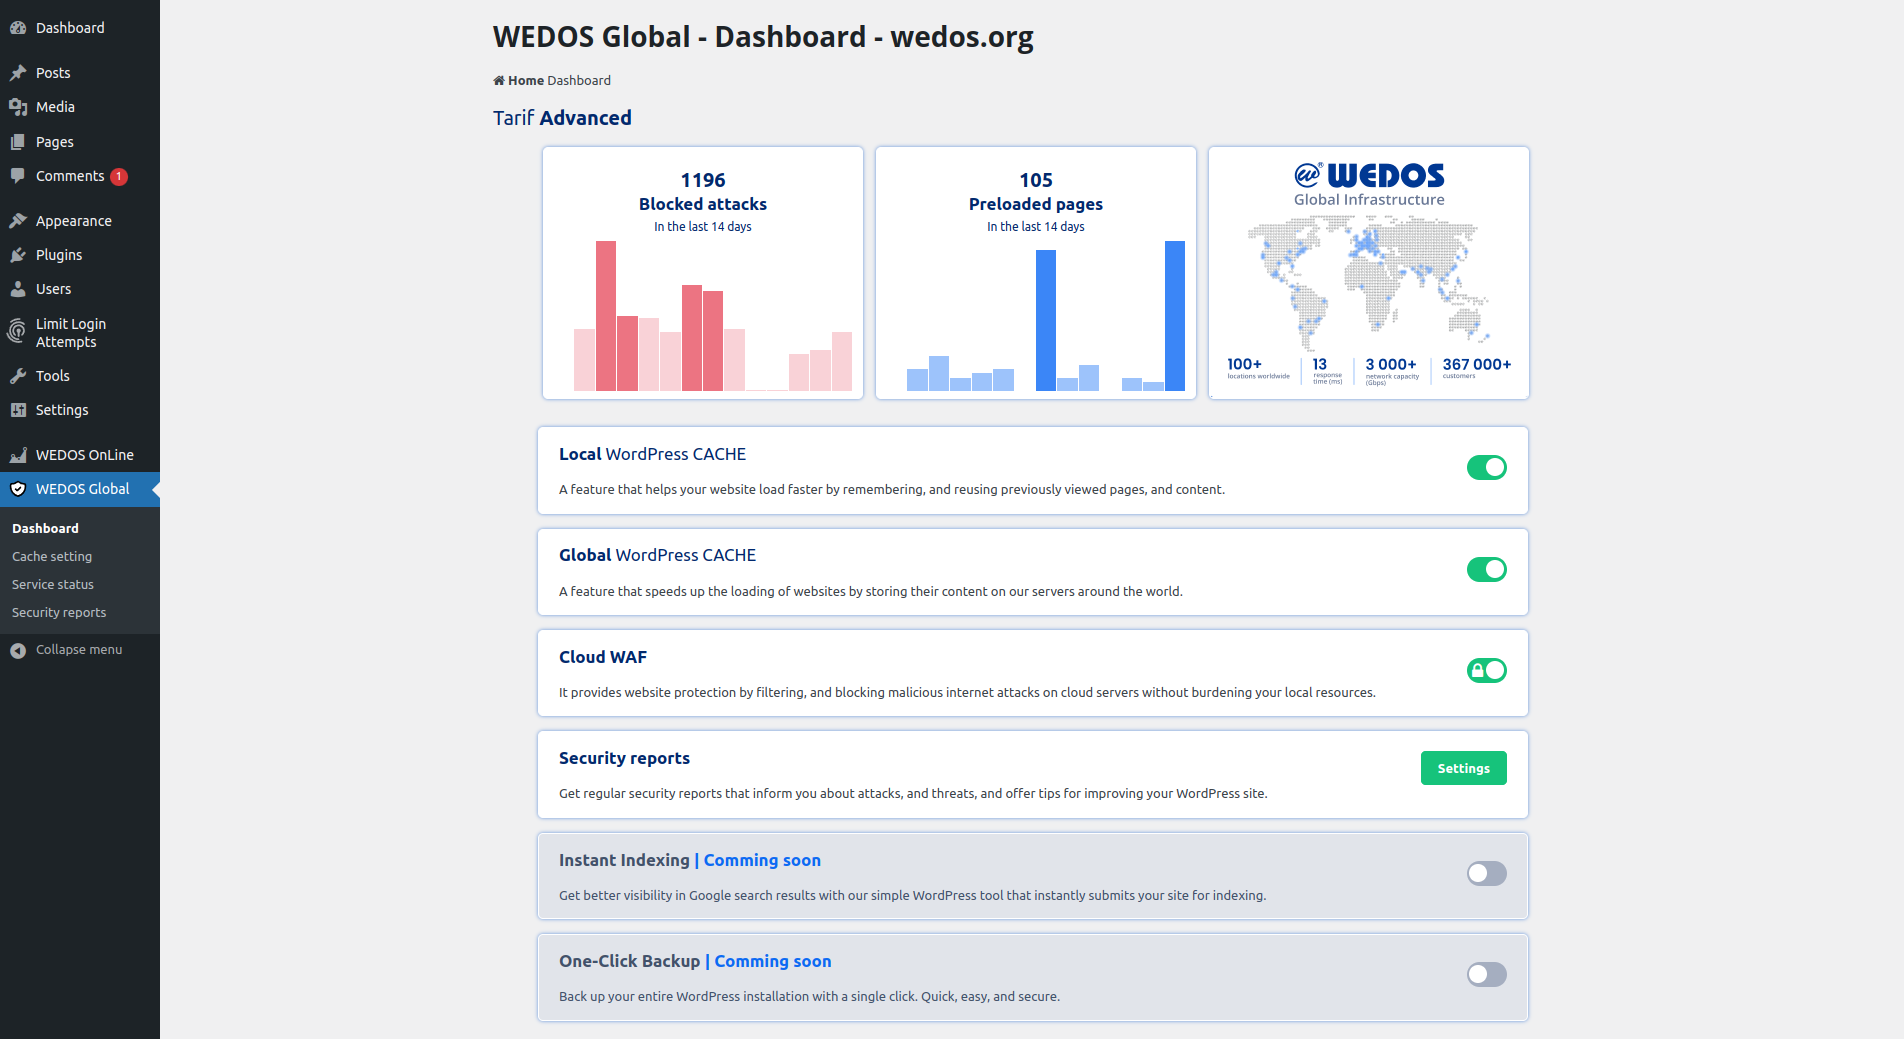 Dashboard
Posts
Media
Pages
Comments 1
Appearance
Plugins
Users
Limit Login
Attempts
Tools
Settings
WEDOS OnLine
WEDOS Global
Dashboard
Cache setting
Service status
Security reports
Collapse menu
WEDOS Global - Dashboard - wedos.org
Home Dashboard
Tarif Advanced
1196
Blocked attacks
In the last 14 days
105
Preloaded pages
In the last 14 days
w® WEDOS
Global Infrastructure
100+
locations worldwide
13
response
time (ms)
3 000+
network capacity
(Gbps)
367 000+
customers
Local WordPress CACHE
A feature that helps your website load faster by remembering, and reusing previously viewed pages, and content.
Global WordPress CACHE
A feature that speeds up the loading of websites by storing their content on our servers around the world.
Cloud WAF
It provides website protection by filtering, and blocking malicious internet attacks on cloud servers without burdening your local resources.
Security reports
Settings
Get regular security reports that inform you about attacks, and threats, and offer tips for improving your WordPress site.
Instant Indexing | Comming soon
Get better visibility in Google search results with our simple WordPress tool that instantly submits your site for indexing.
One-Click Backup | Comming soon
Back up your entire WordPress installation with a single click. Quick, easy, and secure.